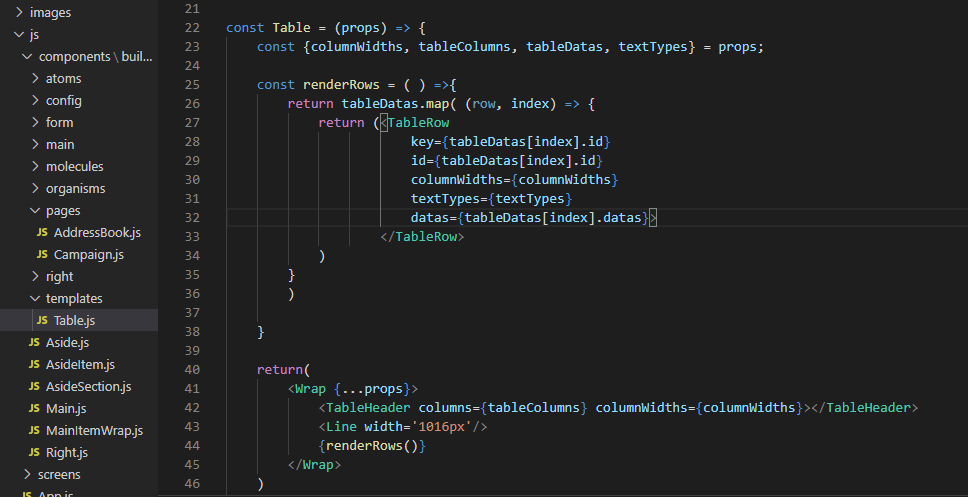 images
js
components \ buil...
atoms
config
form
main
molecules
organisms
pages
JS AddressBook.js
JS Campaign.js
right
templates
JS Table.js
JS Aside.js
JS AsideItem.js
JS AsideSection.js
JS Main.js
JS MainItemWrap.js
JS Right.js
screens
JS App.js
21
22 const Table = (props) => {
23 const {columnWidths, tableColumns, tableDatas, textTypes} = props;
24
25 const renderRows = ( ) =>{
26 return tableDatas.map( (row, index) => {
27 return (<TableRow
28 key={tableDatas[index].id}
29 id={tableDatas[index].id}
30 columnWidths={columnWidths}
31 textTypes={textTypes}
32 datas={tableDatas[index].datas}>
33 </TableRow>
34 )
35 }
36 )
37
38 }
39
40 return(
41 <Wrap {...props}>
42 <TableHeader columns={tableColumns} columnWidths={columnWidths}></TableHeader>
43 <Line width='1016px'/>
44 {renderRows()}
45 </Wrap>
46 )